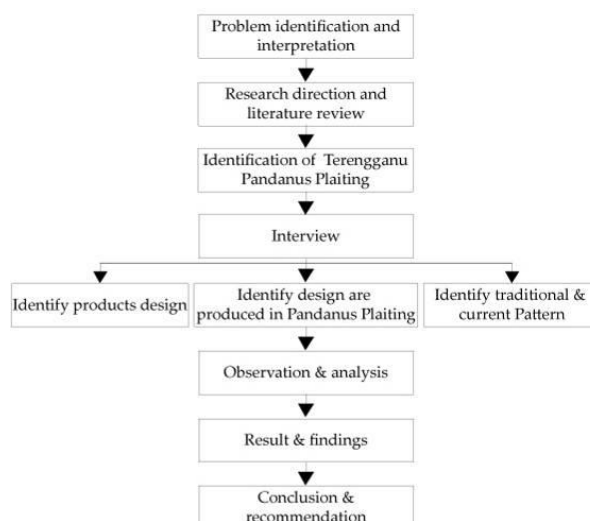 Problem identification and
interpretation
Research direction and
literature review
Identification of Terengganu
Pandanus Plaiting
Interview
Identify products design
Identify design are
produced in Pandanus Plaiting
Identify traditional &
current Pattern
Observation & analysis
Result & findings
Conclusion &
recommendation